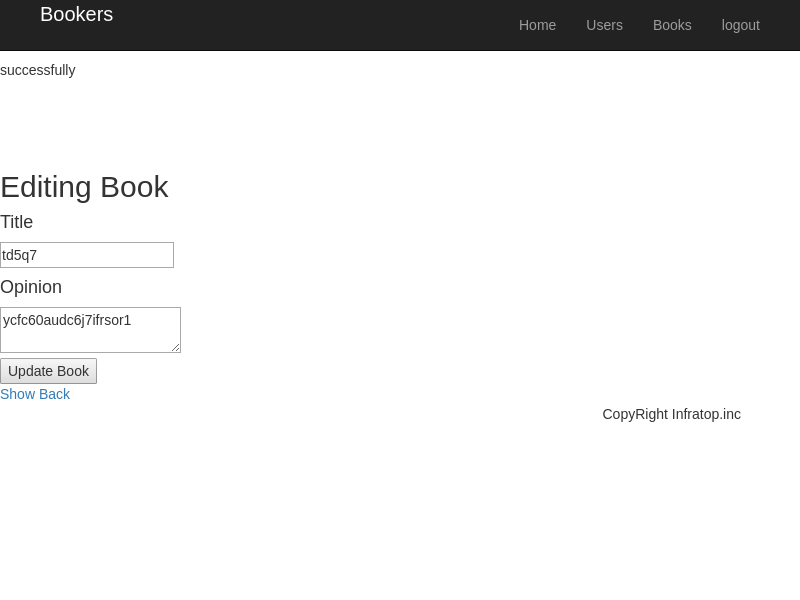 Bookers
Home Users Books logout
successfully
Editing Book
Title
td5q7
Opinion
ycfc60audc6j7ifrsor1
Update Book
Show Back
CopyRight Infratop.inc